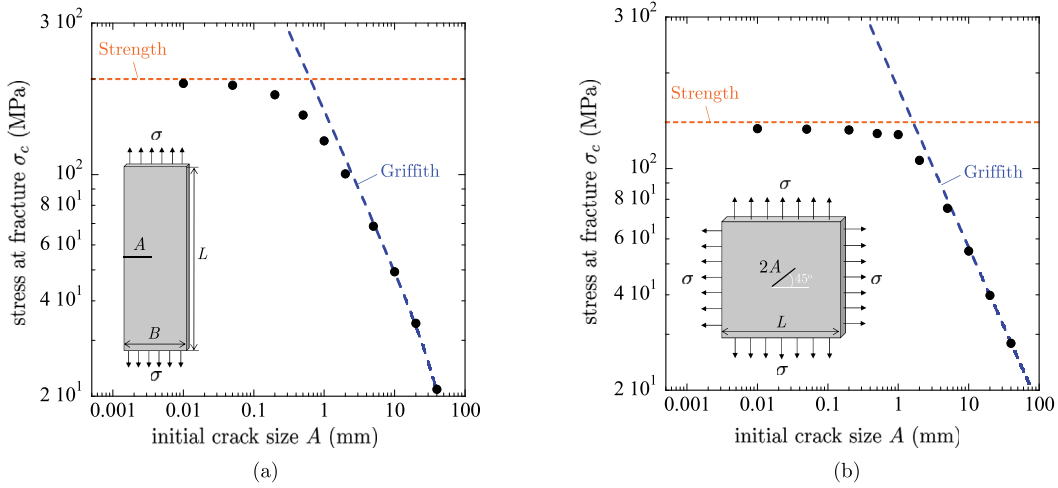 3 10²
Strength
stress at fracture σc (MPa)
10²
8 10¹
6 10¹
4 10¹
2 10¹
Griffith
σ
A
L
B
σ
0.001 0.01 0.1 1 10 100
initial crack size A (mm)
(a)
3 10²
Strength
stress at fracture σc (MPa)
10²
8 10¹
6 10¹
4 10¹
2 10¹
Griffith
σ
σ
2A
45°
σ
L
σ
0.001 0.01 0.1 1 10 100
initial crack size A (mm)
(b)